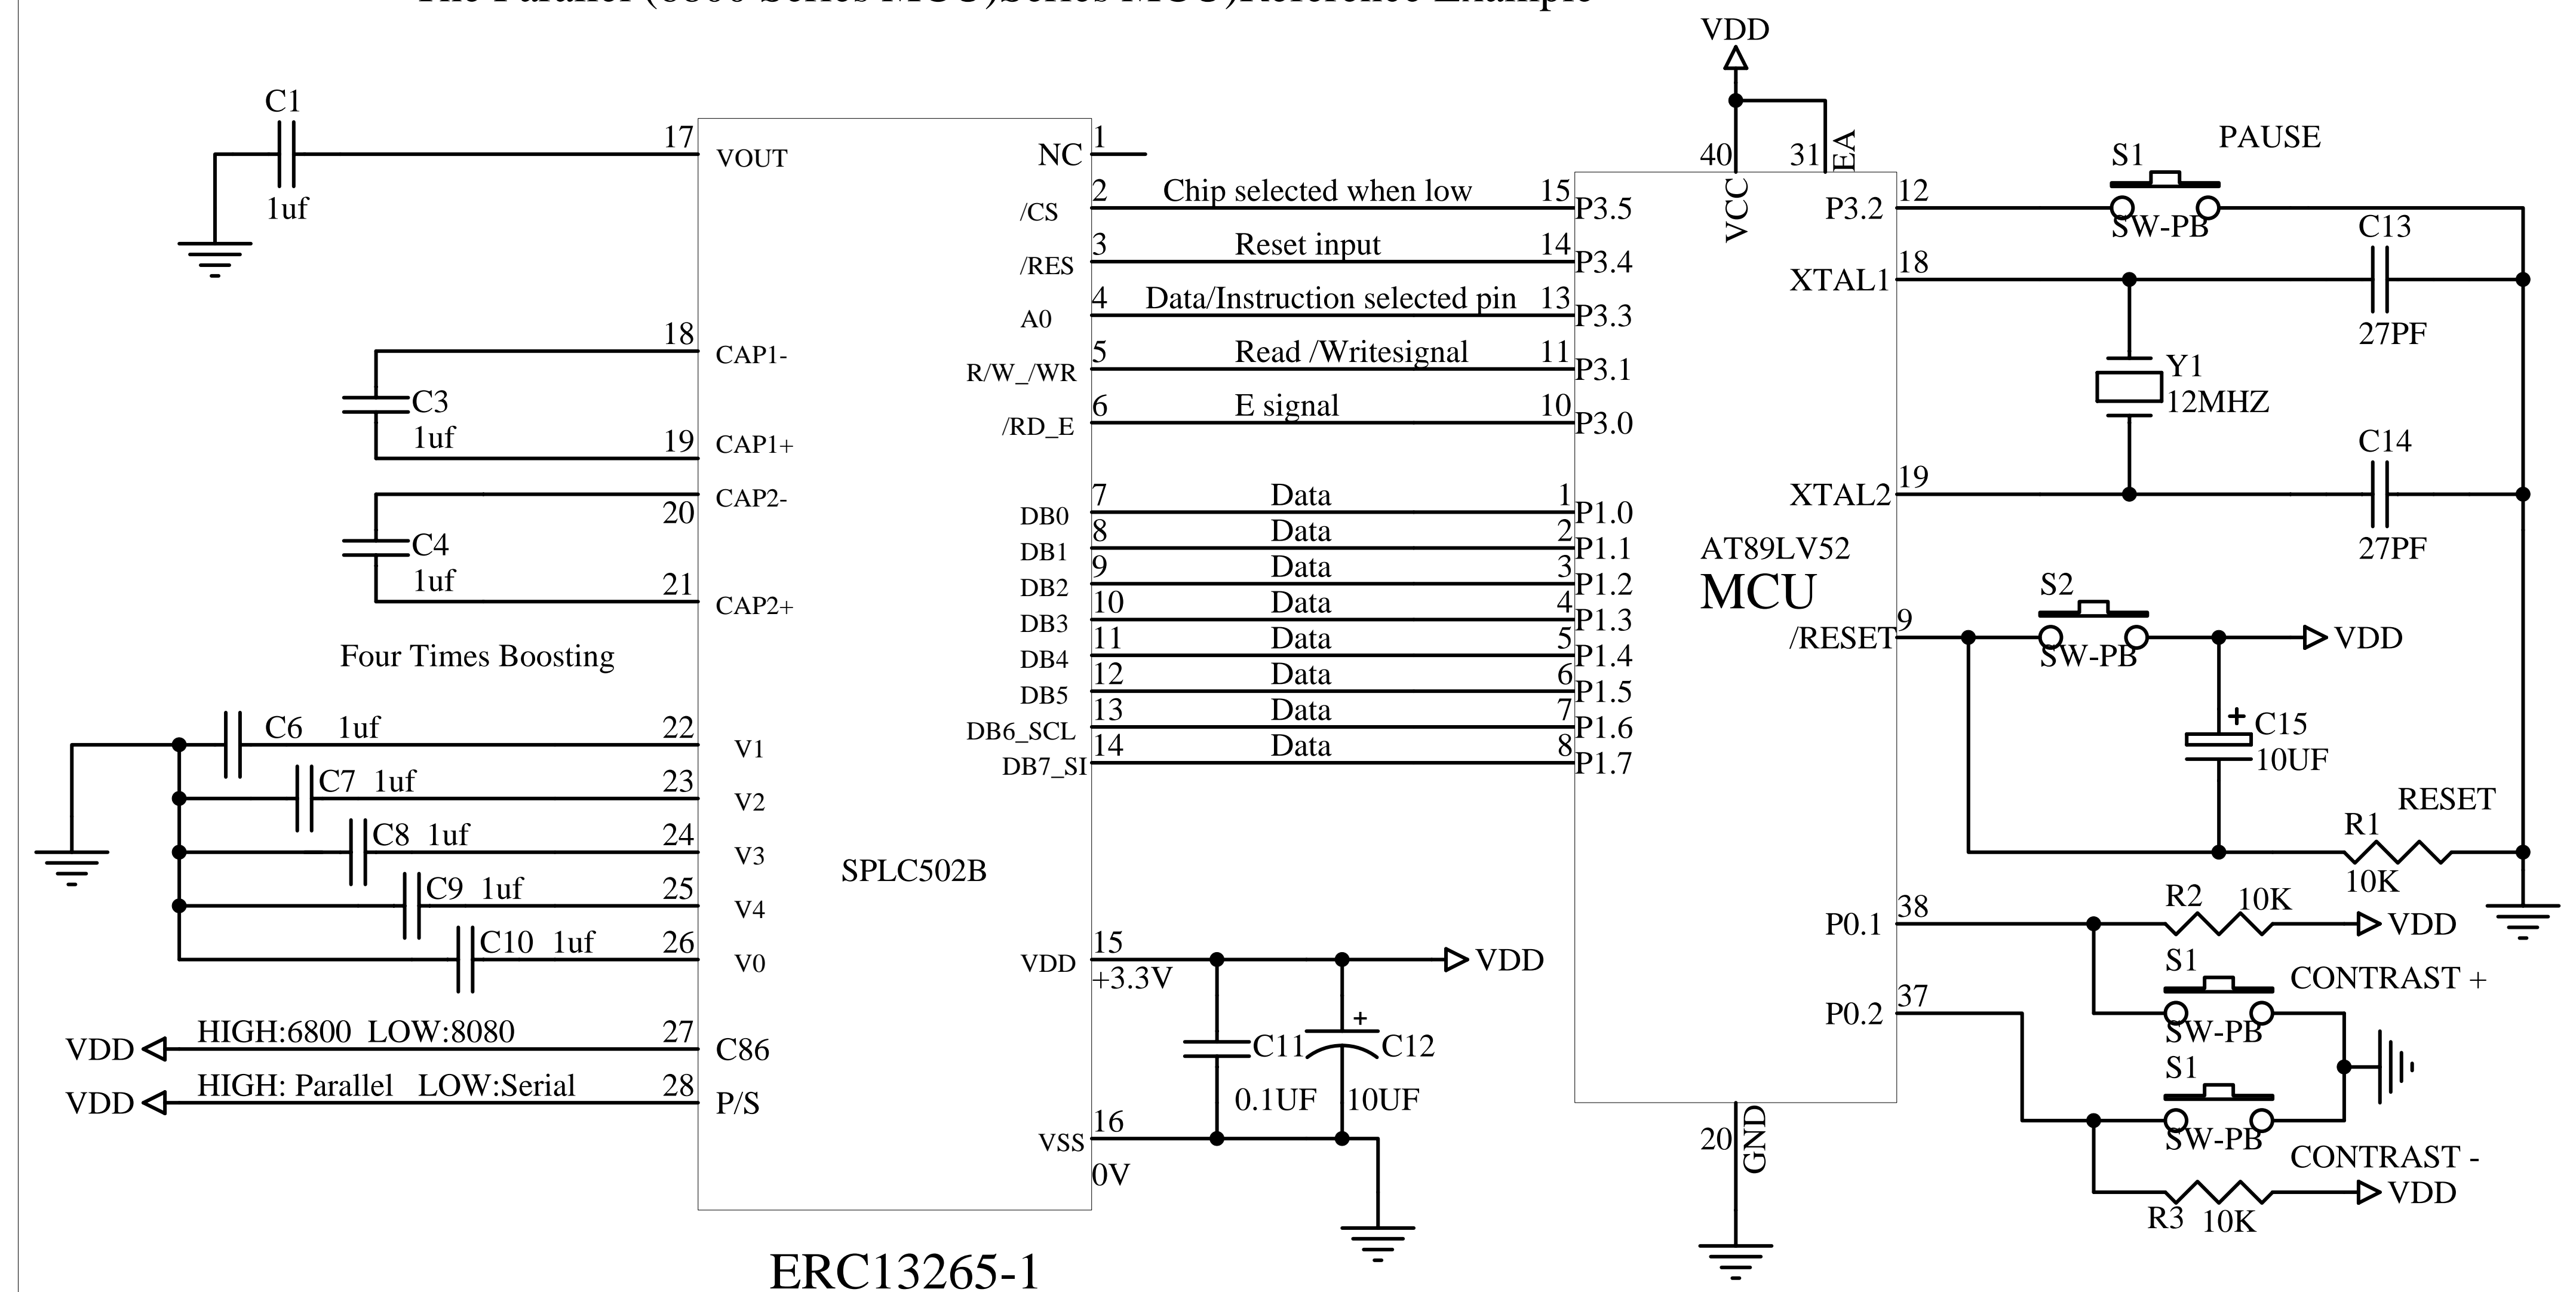 The Parallel (6800 Series MCU)Series MCU)Reference Example
C1
1uf
17
VOUT
18
CAP1-
C3
1uf
19
CAP1+
CAP2-
20
C4
1uf
21
CAP2+
Four Times Boosting
C6 1uf
22
V1
C7 1uf
23
V2
C8 1uf
24
V3
C9 1uf
25
V4
C10 1uf
26
V0
VDD
HIGH:6800 LOW:8080
27
C86
VDD
HIGH: Parallel LOW:Serial
28
P/S
SPLC502B
ERC13265-1
NC
1
/CS
2
Chip selected when low
15
P3.5
/RES
3
Reset input
14
P3.4
A0
4
Data/Instruction selected pin
13
P3.3
R/W_/WR
5
Read /Writesignal
11
P3.1
/RD_E
6
E signal
10
P3.0
DB0
7
Data
1
P1.0
DB1
8
Data
2
P1.1
DB2
9
Data
3
P1.2
DB3
10
Data
4
P1.3
DB4
11
Data
5
P1.4
DB5
12
Data
6
P1.5
DB6_SCL
13
Data
7
P1.6
DB7_SI
14
Data
8
P1.7
VDD
15
+3.3V
VDD
C11
0.1UF
+
C12
10UF
VSS
16
0V
VDD
40
VCC
31
EA
AT89LV52
MCU
20
GND
P3.2
12
S1
SW-PB
PAUSE
XTAL1
18
C13
27PF
Y1
12MHZ
XTAL2
19
C14
27PF
/RESET
9
S2
SW-PB
VDD
+
C15
10UF
RESET
R1
10K
P0.1
38
R2 10K
VDD
S1
SW-PB
CONTRAST +
P0.2
37
S1
SW-PB
CONTRAST -
R3 10K
VDD